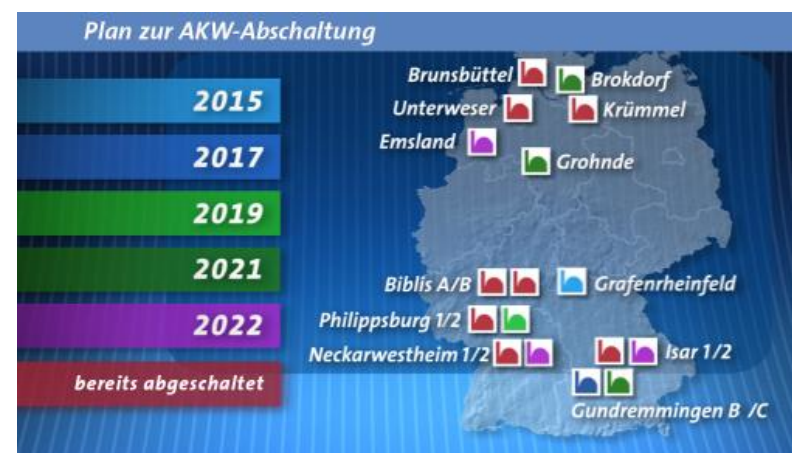 Plan zur AKW-Abschaltung
2015
2017
2019
2021
2022
bereits abgeschaltet
Brunsbüttel
Brokdorf
Unterweser
Krümmel
Emsland
Grohnde
Biblis A/B
Grafenrheinfeld
Philippsburg 1/2
Neckarwestheim 1/2
Isar 1/2
Gundremmingen B /C